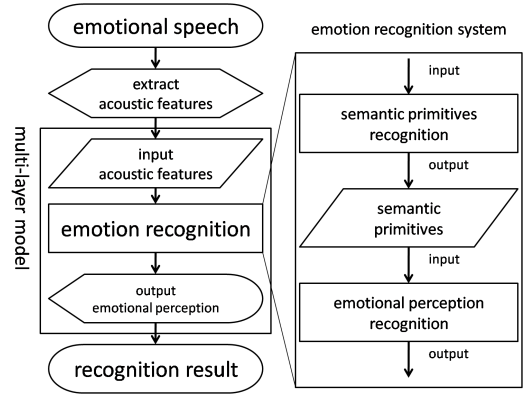 emotional speech
extract
acoustic features
multi-layer model
input
acoustic features
emotion recognition
output
emotional perception
recognition result
emotion recognition system
input
semantic primitives
recognition
output
semantic
primitives
input
emotional perception
recognition
output